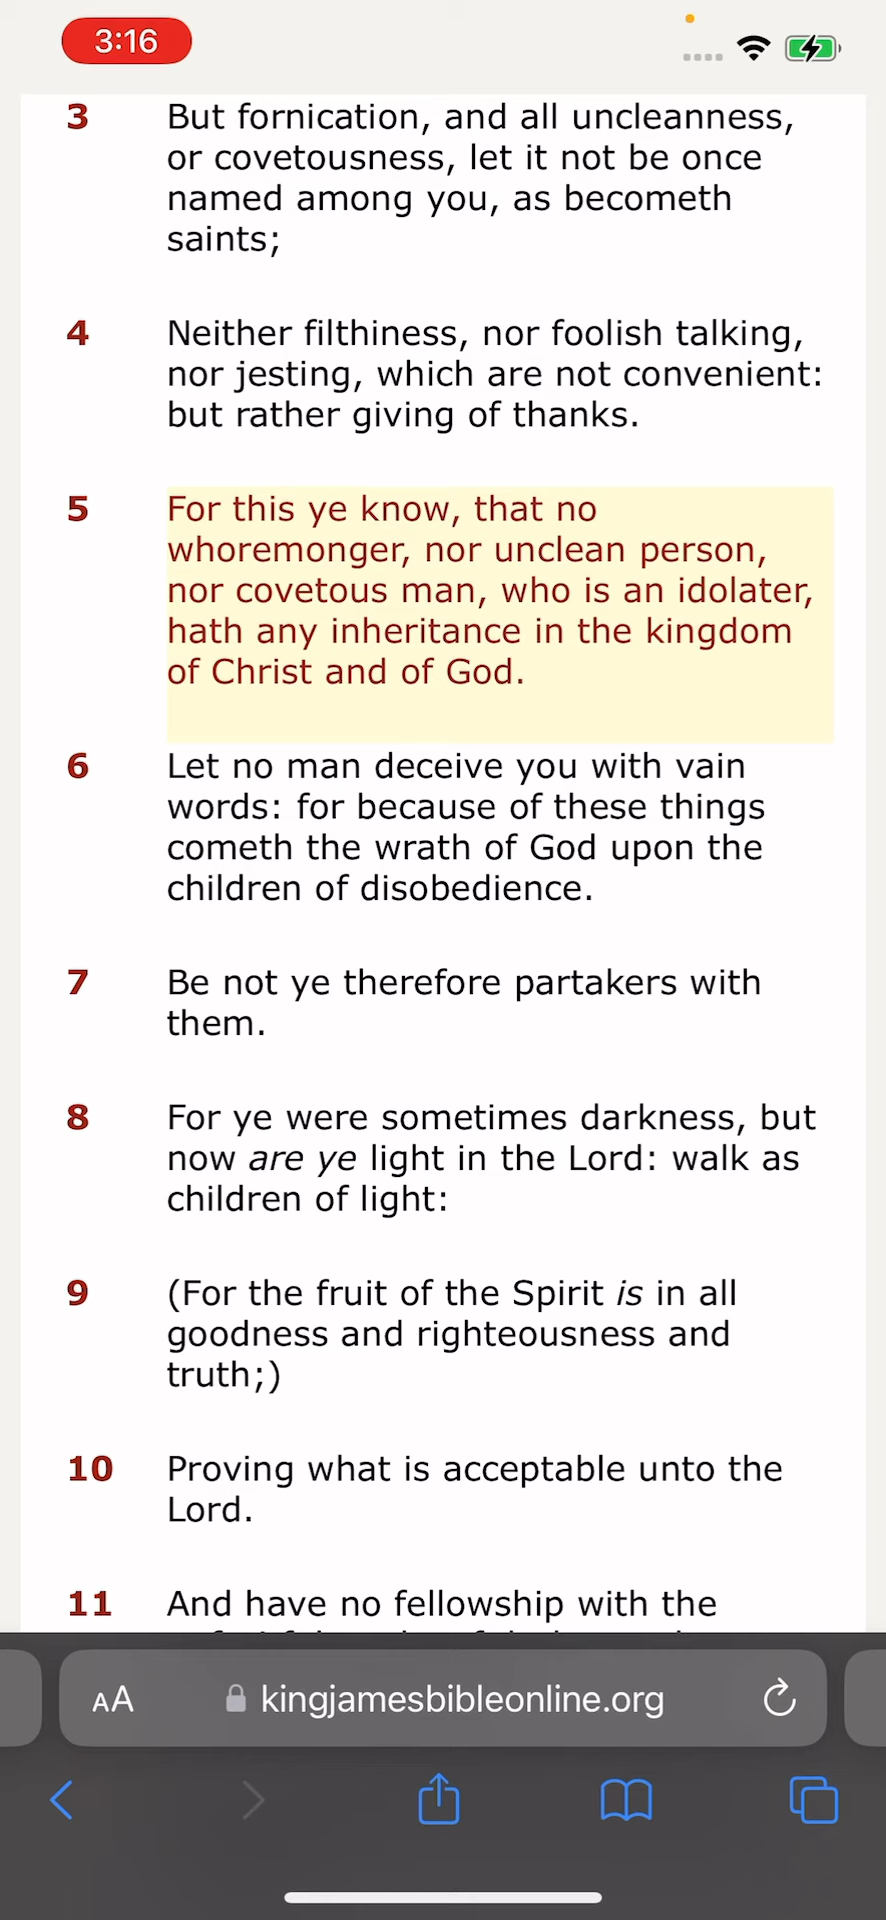 3:16
3 But fornication, and all uncleanness,
or covetousness, let it not be once
named among you, as becometh
saints;
4 Neither filthiness, nor foolish talking,
nor jesting, which are not convenient:
but rather giving of thanks.
5 For this ye know, that no
whoremonger, nor unclean person,
nor covetous man, who is an idolater,
hath any inheritance in the kingdom
of Christ and of God.
6 Let no man deceive you with vain
words: for because of these things
cometh the wrath of God upon the
children of disobedience.
7 Be not ye therefore partakers with
them.
8 For ye were sometimes darkness, but
now are ye light in the Lord: walk as
children of light:
9 (For the fruit of the Spirit is in all
goodness and righteousness and
truth;)
10 Proving what is acceptable unto the
Lord.
11 And have no fellowship with the
AA kingjamesbibleonline.org